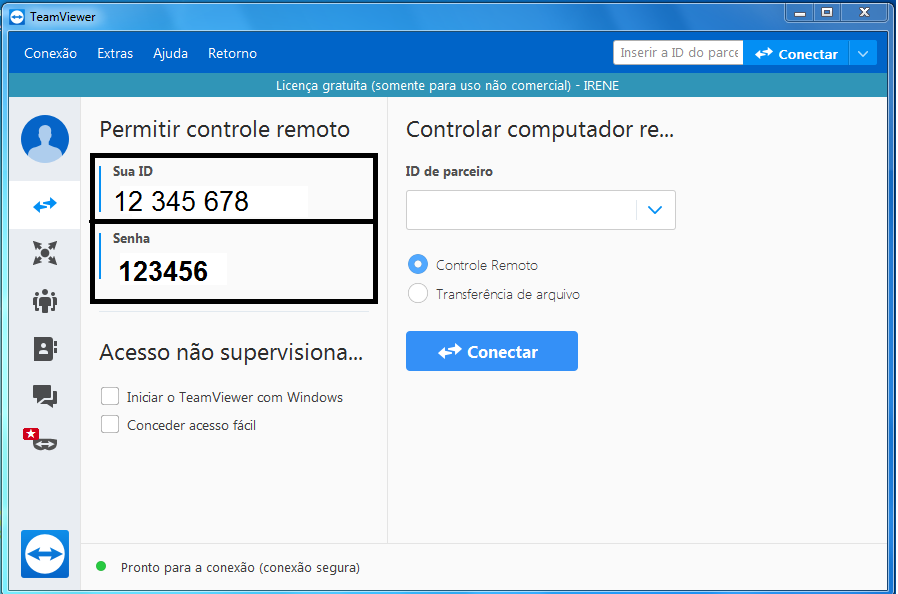 TeamViewer
Conexão Extras Ajuda Retorno
Inserir a ID do parce
Conectar
Licença gratuita (somente para uso não comercial) - IRENE
Permitir controle remoto
Sua ID
12 345 678
Senha
123456
Acesso não supervisiona...
Iniciar o TeamViewer com Windows
Conceder acesso fácil
Controlar computador re...
ID de parceiro
Controle Remoto
Transferência de arquivo
Conectar
Pronto para a conexão (conexão segura)